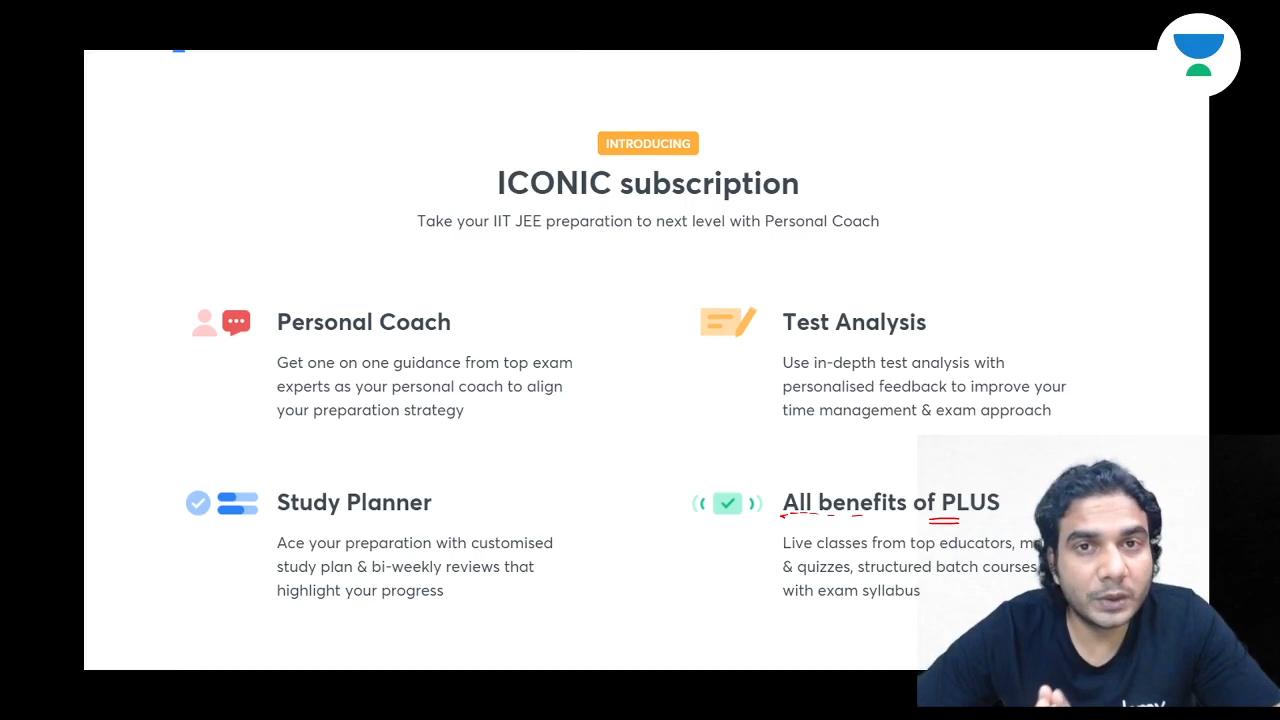 INTRODUCING
ICONIC subscription
Take your IIT JEE preparation to next level with Personal Coach
Personal Coach
Get one on one guidance from top exam
experts as your personal coach to align
your preparation strategy
Test Analysis
Use in-depth test analysis with
personalised feedback to improve your
time management & exam approach
Study Planner
Ace your preparation with customised
study plan & bi-weekly reviews that
highlight your progress
All benefits of PLUS
Live classes from top educators,
& quizzes, structured batch courses
with exam syllabus